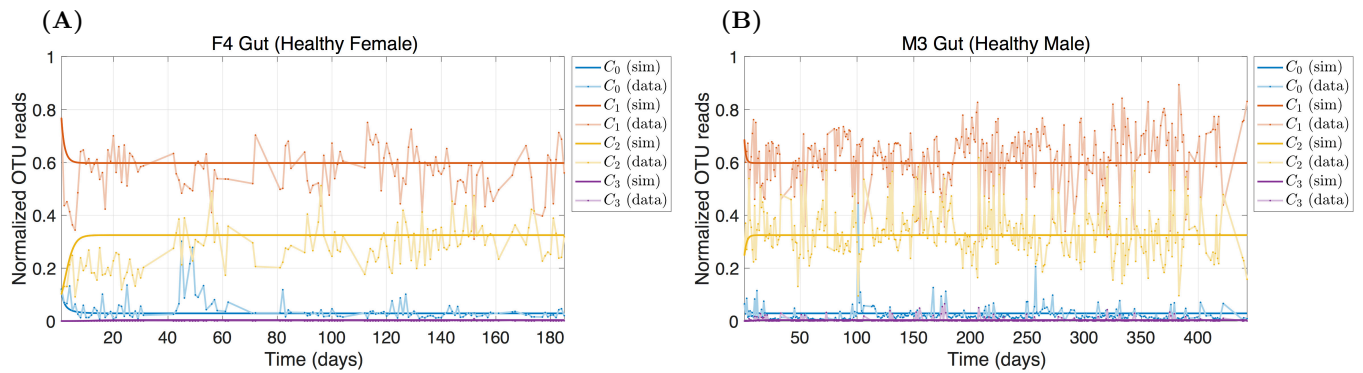 (A)
F4 Gut (Healthy Female)
Normalized OTU reads
1
0.8
0.6
0.4
0.2
0
20 40 60 80 100 120 140 160 180
Time (days)
C0 (sim)
C0 (data)
C1 (sim)
C1 (data)
C2 (sim)
C2 (data)
C3 (sim)
C3 (data)
(B)
M3 Gut (Healthy Male)
Normalized OTU reads
1
0.8
0.6
0.4
0.2
0
50 100 150 200 250 300 350 400
Time (days)
C0 (sim)
C0 (data)
C1 (sim)
C1 (data)
C2 (sim)
C2 (data)
C3 (sim)
C3 (data)